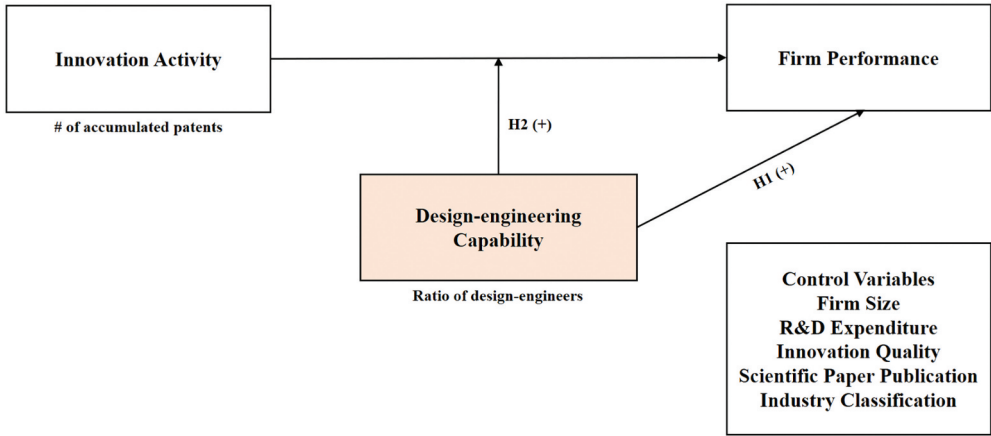 Innovation Activity
# of accumulated patents
Firm Performance
H2 (+)
H1 (+)
Design-engineering
Capability
Ratio of design-engineers
Control Variables
Firm Size
R&D Expenditure
Innovation Quality
Scientific Paper Publication
Industry Classification